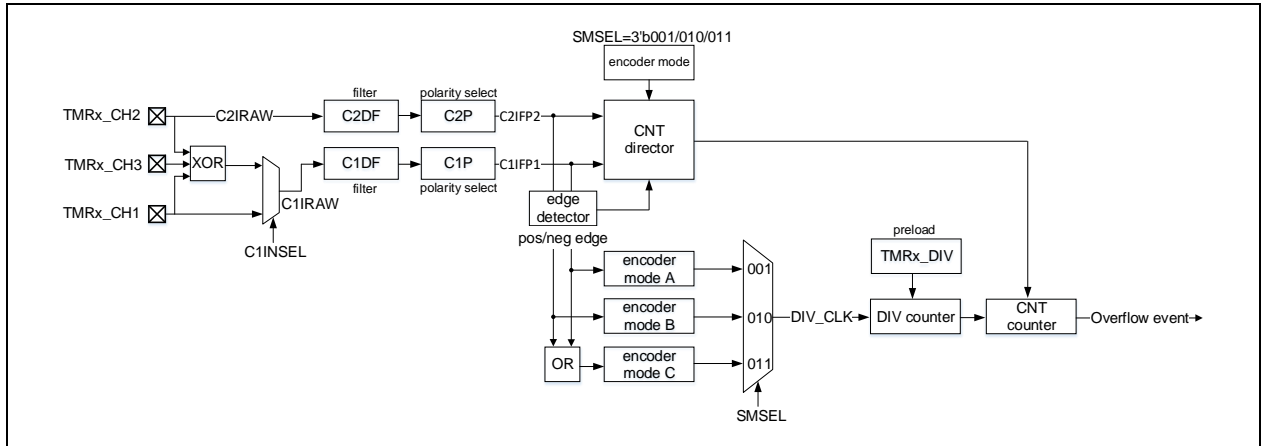 SMSEL=3'b001/010/011
encoder mode
filter
polarity select
TMRx_CH2
C2IRAW
C2DF
C2P
C2IFP2
CNT
director
TMRx_CH3
XOR
C1DF
C1P
C1IFP1
filter
polarity select
C1IRAW
TMRx_CH1
edge
detector
C1INSEL
pos/neg edge
preload
TMRx_DIV
encoder
mode A
001
encoder
mode B
010
DIV_CLK
DIV counter
CNT
counter
Overflow event
OR
encoder
mode C
011
SMSEL